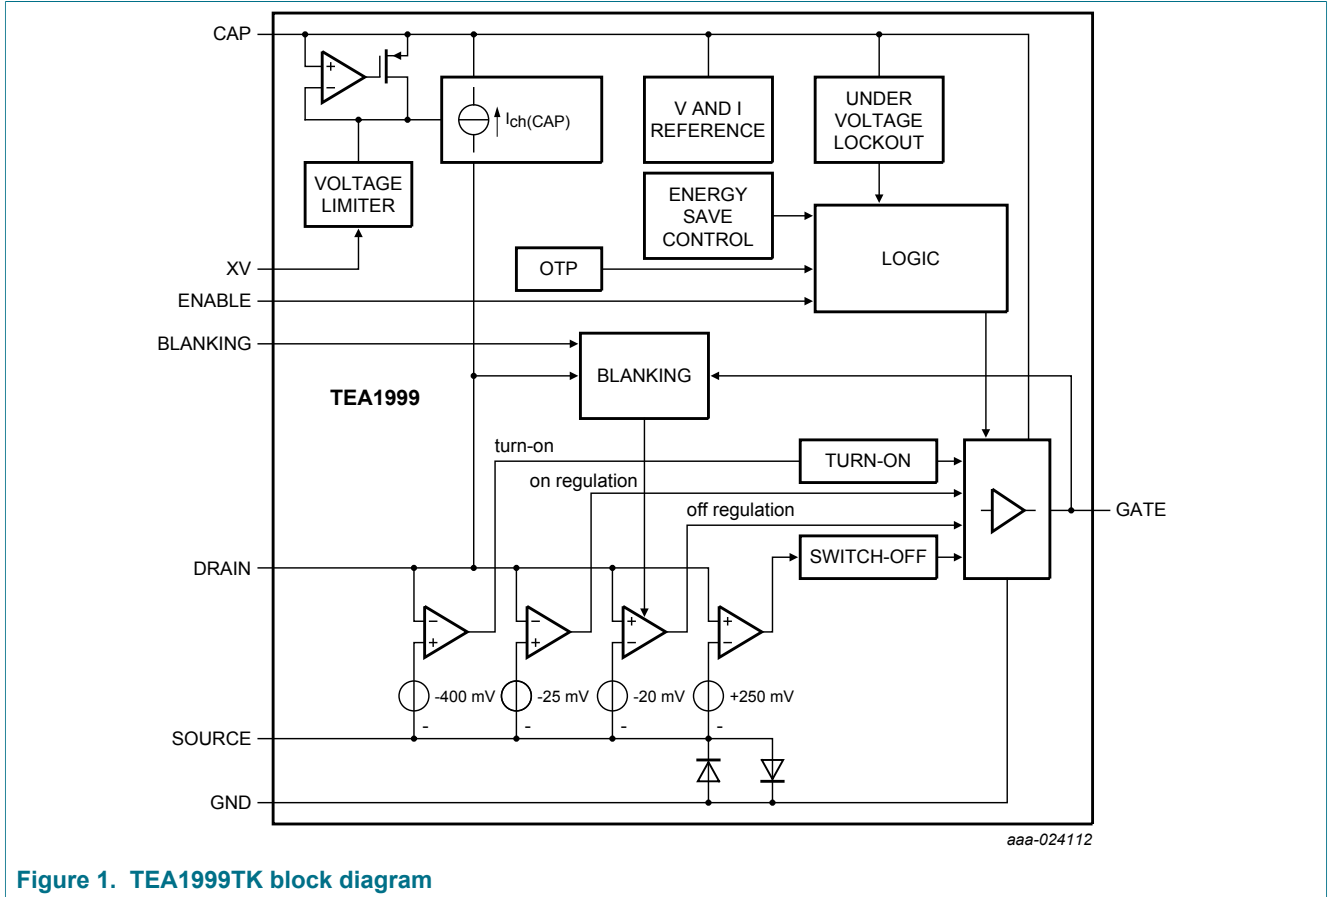 CAP
+
−
I_ch(CAP)
V AND I
REFERENCE
UNDER
VOLTAGE
LOCKOUT
VOLTAGE
LIMITER
ENERGY
SAVE
CONTROL
LOGIC
XV
OTP
ENABLE
BLANKING
BLANKING
TEA1999
turn-on
TURN-ON
on regulation
off regulation
GATE
SWITCH-OFF
DRAIN
−
+
−
+
+
−
+
−
-400 mV
-25 mV
-20 mV
+250 mV
-
-
-
-
SOURCE
GND
aaa-024112
Figure 1. TEA1999TK block diagram